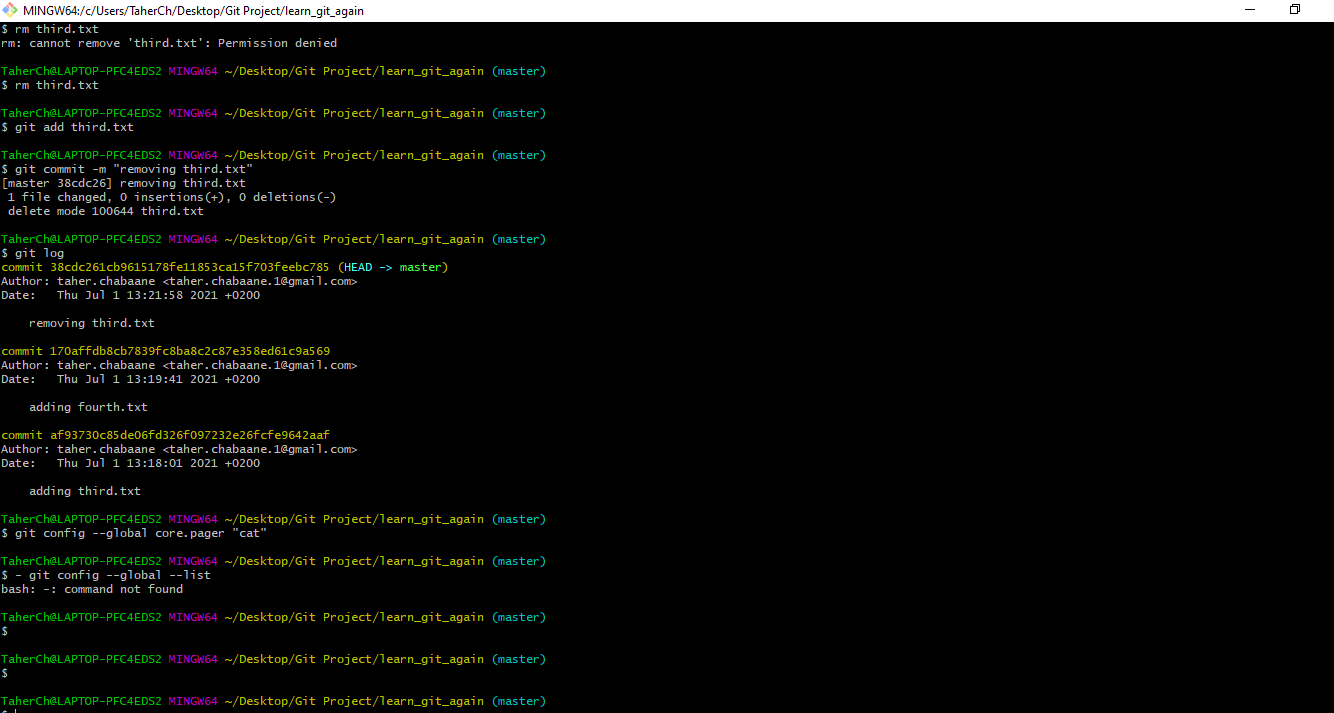 MINGW64:/c/Users/TaherCh/Desktop/Git Project/learn_git_again
$ rm third.txt
rm: cannot remove 'third.txt': Permission denied
TaherCh@LAPTOP-PFC4EDS2 MINGW64 ~/Desktop/Git Project/learn_git_again (master)
$ rm third.txt
TaherCh@LAPTOP-PFC4EDS2 MINGW64 ~/Desktop/Git Project/learn_git_again (master)
$ git add third.txt
TaherCh@LAPTOP-PFC4EDS2 MINGW64 ~/Desktop/Git Project/learn_git_again (master)
$ git commit -m "removing third.txt"
[master 38cdc26] removing third.txt
 1 file changed, 0 insertions(+), 0 deletions(-)
 delete mode 100644 third.txt
TaherCh@LAPTOP-PFC4EDS2 MINGW64 ~/Desktop/Git Project/learn_git_again (master)
$ git log
commit 38cdc261cb9615178fe11853ca15f703feebc785 (HEAD -> master)
Author: taher.chabaane <taher.chabaane.1@gmail.com>
Date:   Thu Jul 1 13:21:58 2021 +0200
    removing third.txt
commit 170affdb8cb7839fc8ba8c2c87e358ed61c9a569
Author: taher.chabaane <taher.chabaane.1@gmail.com>
Date:   Thu Jul 1 13:19:41 2021 +0200
    adding fourth.txt
commit af93730c85de06fd326f097232e26fcfe9642aaf
Author: taher.chabaane <taher.chabaane.1@gmail.com>
Date:   Thu Jul 1 13:18:01 2021 +0200
    adding third.txt
TaherCh@LAPTOP-PFC4EDS2 MINGW64 ~/Desktop/Git Project/learn_git_again (master)
$ git config --global core.pager "cat"
TaherCh@LAPTOP-PFC4EDS2 MINGW64 ~/Desktop/Git Project/learn_git_again (master)
$ - git config --global --list
bash: -: command not found
TaherCh@LAPTOP-PFC4EDS2 MINGW64 ~/Desktop/Git Project/learn_git_again (master)
$
TaherCh@LAPTOP-PFC4EDS2 MINGW64 ~/Desktop/Git Project/learn_git_again (master)
$
TaherCh@LAPTOP-PFC4EDS2 MINGW64 ~/Desktop/Git Project/learn_git_again (master)